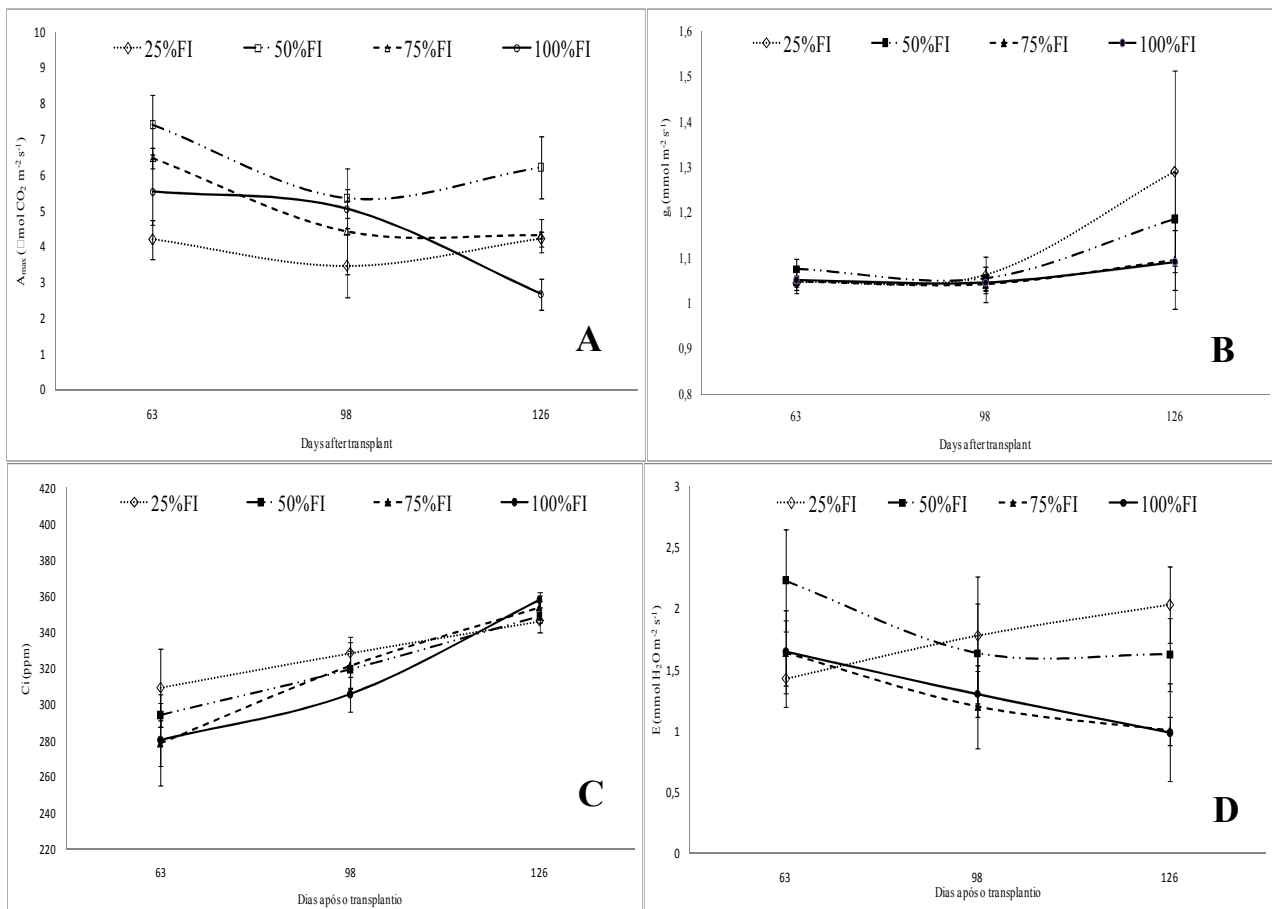 25%FI 50%FI 75%FI 100%FI
10
9
8
7
6
5
4
3
2
1
0
A_max (□mol CO₂ m⁻² s⁻¹)
63 98 126
Days after transplant
A
25%FI 50%FI 75%FI 100%FI
1,6
1,5
1,4
1,3
1,2
1,1
1
0,9
0,8
g_s (mmol m⁻² s⁻¹)
63 98 126
Days after transplant
B
25%FI 50%FI 75%FI 100%FI
420
400
380
360
340
320
300
280
260
240
220
Ci (ppm)
63 98 126
Dias após o transplantio
C
25%FI 50%FI 75%FI 100%FI
3
2,5
2
1,5
1
0,5
0
E (mmol H₂O m⁻² s⁻¹)
63 98 126
Dias após o transplantio
D